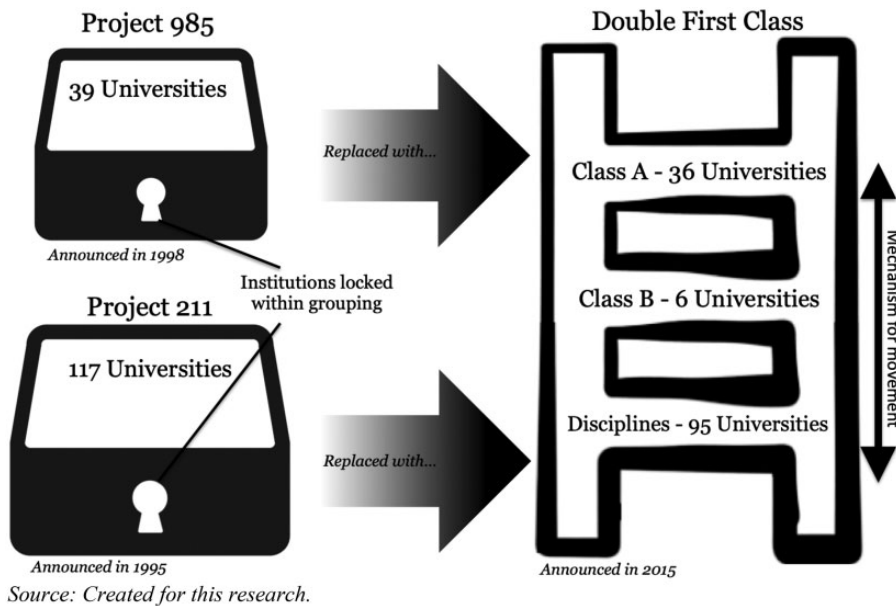 Project 985
39 Universities
Announced in 1998
Project 211
117 Universities
Announced in 1995
Institutions locked
within grouping
Replaced with...
Replaced with...
Double First Class
Class A - 36 Universities
Class B - 6 Universities
Disciplines - 95 Universities
Mechanism for movement
Announced in 2015
Source: Created for this research.